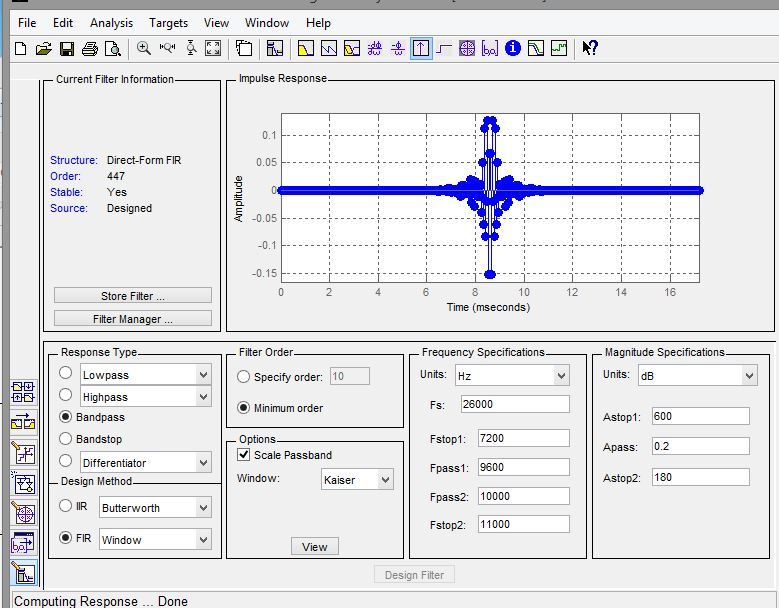 File Edit Analysis Targets View Window Help
Current Filter Information
Structure: Direct-Form FIR
Order: 447
Stable: Yes
Source: Designed
Store Filter ...
Filter Manager ...
Impulse Response
Amplitude
0.1
0.05
0
-0.05
-0.1
-0.15
0 2 4 6 8 10 12 14 16
Time (mseconds)
Response Type
Lowpass
Highpass
Bandpass
Bandstop
Differentiator
Design Method
IIR Butterworth
FIR Window
Filter Order
Specify order: 10
Minimum order
Options
Scale Passband
Window: Kaiser
View
Frequency Specifications
Units: Hz
Fs: 26000
Fstop1: 7200
Fpass1: 9600
Fpass2: 10000
Fstop2: 11000
Magnitude Specifications
Units: dB
Astop1: 600
Apass: 0.2
Astop2: 180
Design Filter
Computing Response ... Done